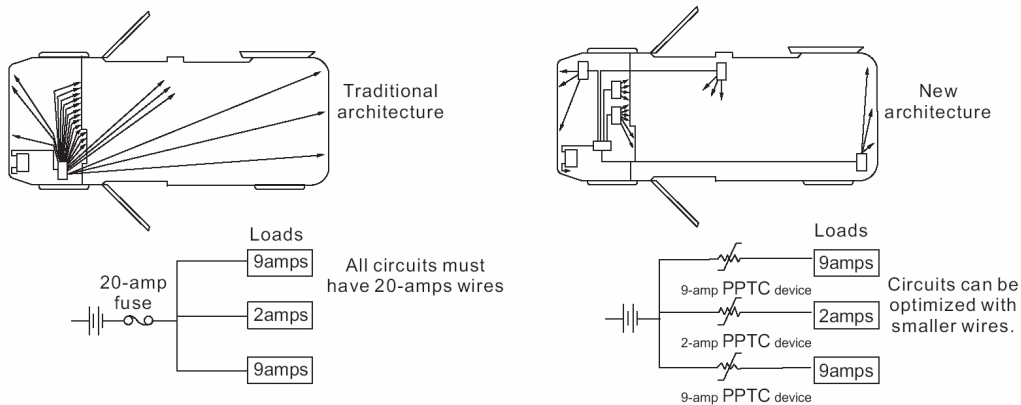 Traditional
architecture
Loads
9amps
20-amp
fuse
2amps
9amps
All circuits must
have 20-amps wires
New
architecture
Loads
9amps
9-amp PPTC device
2amps
2-amp PPTC device
9amps
9-amp PPTC device
Circuits can be
optimized with
smaller wires.